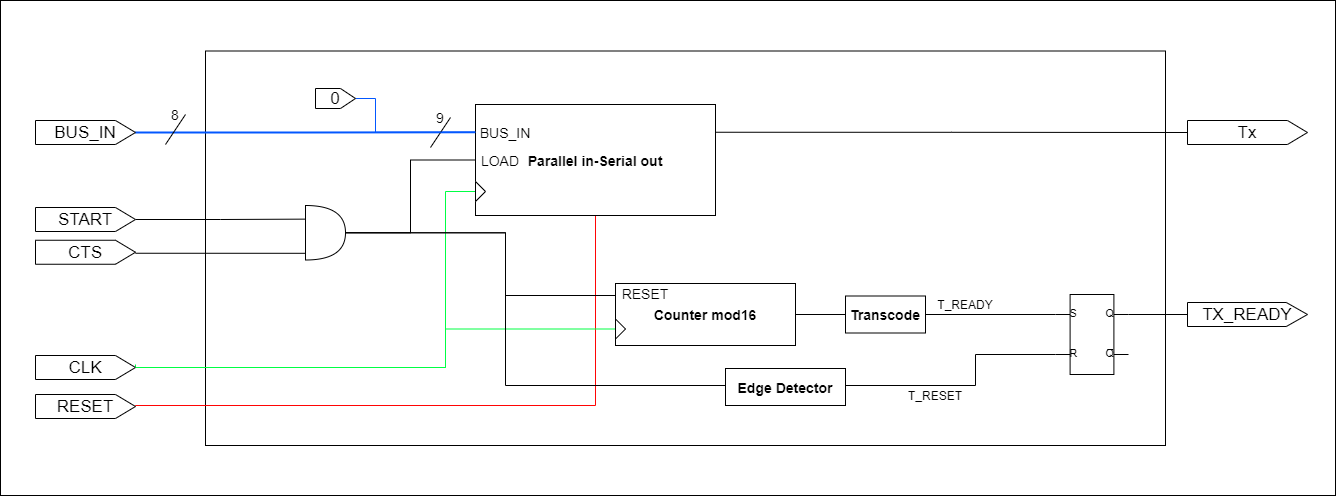 0
8
9
BUS_IN
BUS_IN
Tx
LOAD Parallel in-Serial out
START
CTS
RESET
Counter mod16
Transcode
T_READY
S
Q
TX_READY
R
Q
CLK
Edge Detector
T_RESET
RESET